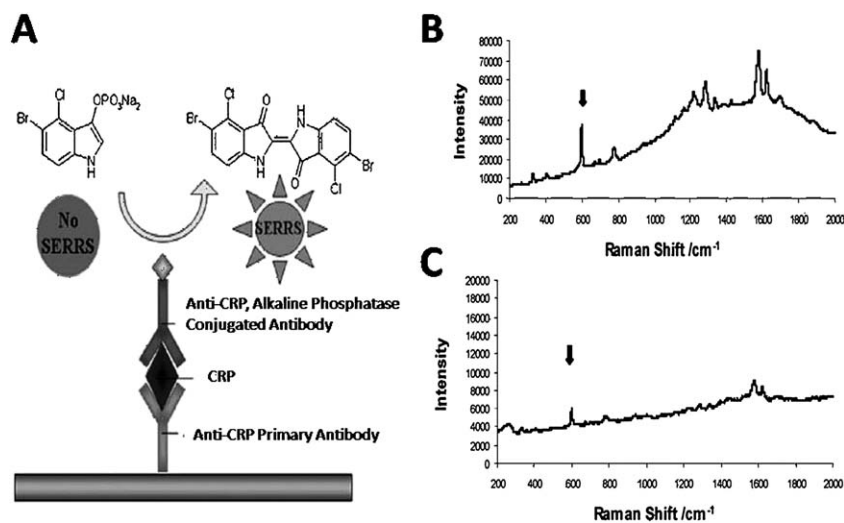 A
Cl
OPO₃Na₂
Br
N
H
Cl
O
HN
Br
N
H
O
Br
Cl
No
SERRS
SERRS
Anti-CRP, Alkaline Phosphatase
Conjugated Antibody
CRP
Anti-CRP Primary Antibody
B
80000
70000
60000
50000
40000
30000
20000
10000
0
Intensity
200 400 600 800 1000 1200 1400 1600 1800 2000
Raman Shift /cm⁻¹
C
20000
18000
16000
14000
12000
10000
8000
6000
4000
2000
0
Intensity
200 400 600 800 1000 1200 1400 1600 1800 2000
Raman Shift /cm⁻¹